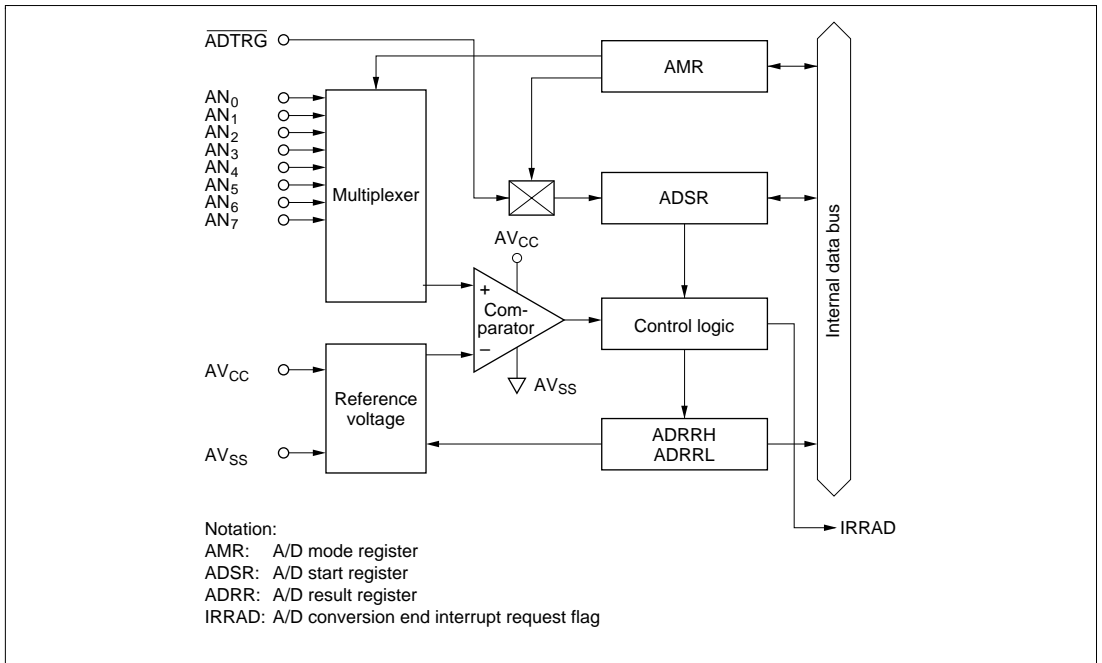 ADTRG
AMR
AN0
AN1
AN2
AN3
AN4
AN5
AN6
AN7
Multiplexer
ADSR
Internal data bus
AVCC
+
Com-
parator
−
Control logic
AVCC
AVSS
Reference
voltage
ADRRH
ADRRL
AVSS
IRRAD
Notation:
AMR: A/D mode register
ADSR: A/D start register
ADRR: A/D result register
IRRAD: A/D conversion end interrupt request flag